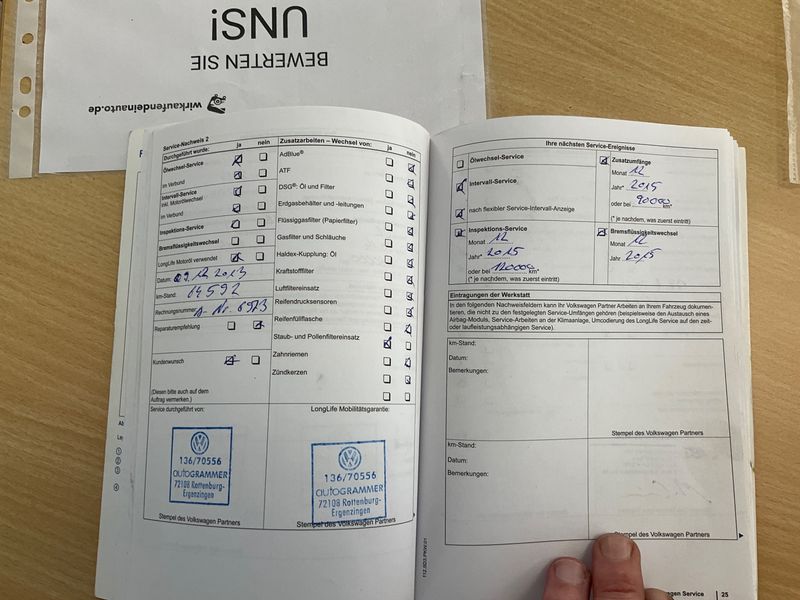 BEWERTEN SIE
UNS!
wirkaufendeinauto.de
Service-Nachweis 2
Durchgeführt wurde:
ja
nein
Ölwechsel-Service
im Verbund
Intervall-Service
inkl. Motorölwechsel
im Verbund
Inspektions-Service
Bremsflüssigkeitswechsel
LongLife Motoröl verwendet
Datum: 09.12.2013
km-Stand: 64592
Rechnungsnummer:
Reparaturempfehlung
Kundenwunsch
(Diesen bitte auch auf dem
Auftrag vermerken.)
Service durchgeführt von:
136/70556
AUTOGRAMMER
72108 Rottenburg-
Ergenzingen
Stempel des Volkswagen Partners
Zusatzarbeiten – Wechsel von:
ja
nein
AdBlue®
ATF
DSG®: Öl und Filter
Erdgasbehälter und -leitungen
Flüssiggasfilter (Papierfilter)
Gasfilter und Schläuche
Haldex-Kupplung: Öl
Kraftstofffilter
Luftfiltereinsatz
Reifendrucksensoren
Reifenfüllflasche
Staub- und Pollenfiltereinsatz
Zahnriemen
Zündkerzen
LongLife Mobilitätsgarantie:
136/70556
AUTOGRAMMER
72108 Rottenburg-
Ergenzingen
Stempel des Volkswagen Partners
Ihre nächsten Service-Ereignisse
Ölwechsel-Service
Intervall-Service
nach flexibler Service-Intervall-Anzeige
Zusatzumfänge
Monat 12
Jahr* 2015
oder bei 90000 km*
(* je nachdem, was zuerst eintritt)
Inspektions-Service
Monat 12
Jahr* 2015
oder bei 120000 km*
(* je nachdem, was zuerst eintritt)
Bremsflüssigkeitswechsel
Monat 12
Jahr 2015
Eintragungen der Werkstatt
In den folgenden Nachweisfeldern kann Ihr Volkswagen Partner Arbeiten an Ihrem Fahrzeug dokumen-
tieren, die nicht zu den festgelegten Service-Umfängen gehören (beispielsweise den Austausch eines
Airbag-Moduls, Service-Arbeiten an der Klimaanlage, Umcodierung des LongLife Service auf den zeit-
oder laufleistungsabhängigen Service).
km-Stand:
Datum:
Bemerkungen:
Stempel des Volkswagen Partners
km-Stand:
Datum:
Bemerkungen:
Stempel des Volkswagen Partners
Service 25